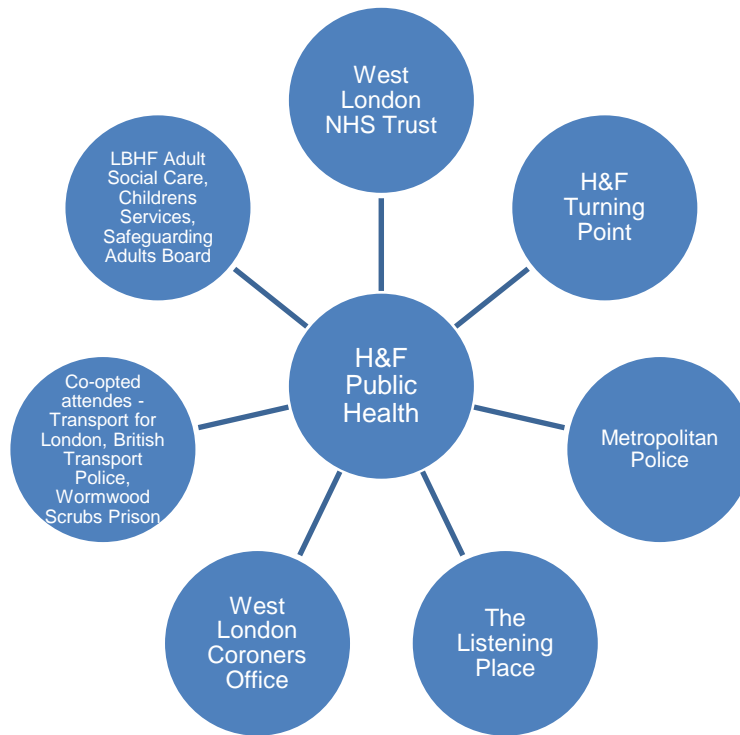 West
London
NHS Trust
LBHF Adult
Social Care,
Childrens
Services,
Safeguarding
Adults Board
H&F
Turning
Point
H&F
Public
Health
Co-opted
attendes -
Transport for
London, British
Transport
Police,
Wormwood
Scrubs Prison
Metropolitan
Police
West
London
Coroners
Office
The
Listening
Place